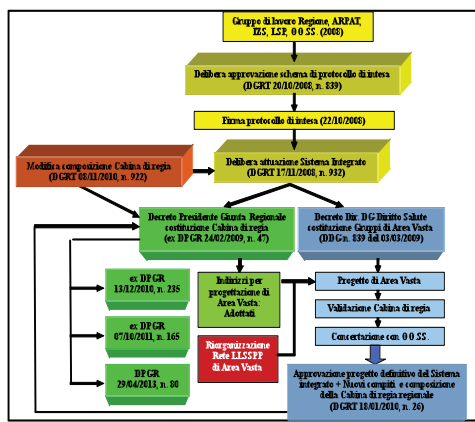 Gruppo di lavoro Regione, ARPAT,
IZS, LSP, OO.SS. (2008)
Delibera approvazione schema di protocollo di intesa
(DGRT 20/10/2008, n. 839)
Firma protocollo di intesa (22/10/2008)
Modifica composizione Cabina di regia
(DGRT 08/11/2010, n. 922)
Delibera attuazione Sistema Integrato
(DGRT 17/11/2008, n. 932)
Decreto Presidente Giunta Regionale
costituzione Cabina di regia
(ex DPGR 24/02/2009, n. 47)
Decreto Dir. DG Diritto Salute
costituzione Gruppi di Area Vasta
(DDG n. 839 del 03/03/2009)
ex DPGR
13/12/2010, n. 235
Indirizzi per
progettazione di
Area Vasta:
Adottati
Progetto di Area Vasta
Validazione Cabina di regia
ex DPGR
07/10/2011, n. 165
Riorganizzazione
Rete LLSSPP
di Area Vasta
Concertazione con OO.SS.
DPGR
29/04/2013, n. 80
Approvazione progetto definitivo del Sistema
integrato + Nuovi compiti e composizione
della Cabina di regia regionale
(DGRT 18/01/2010, n. 26)